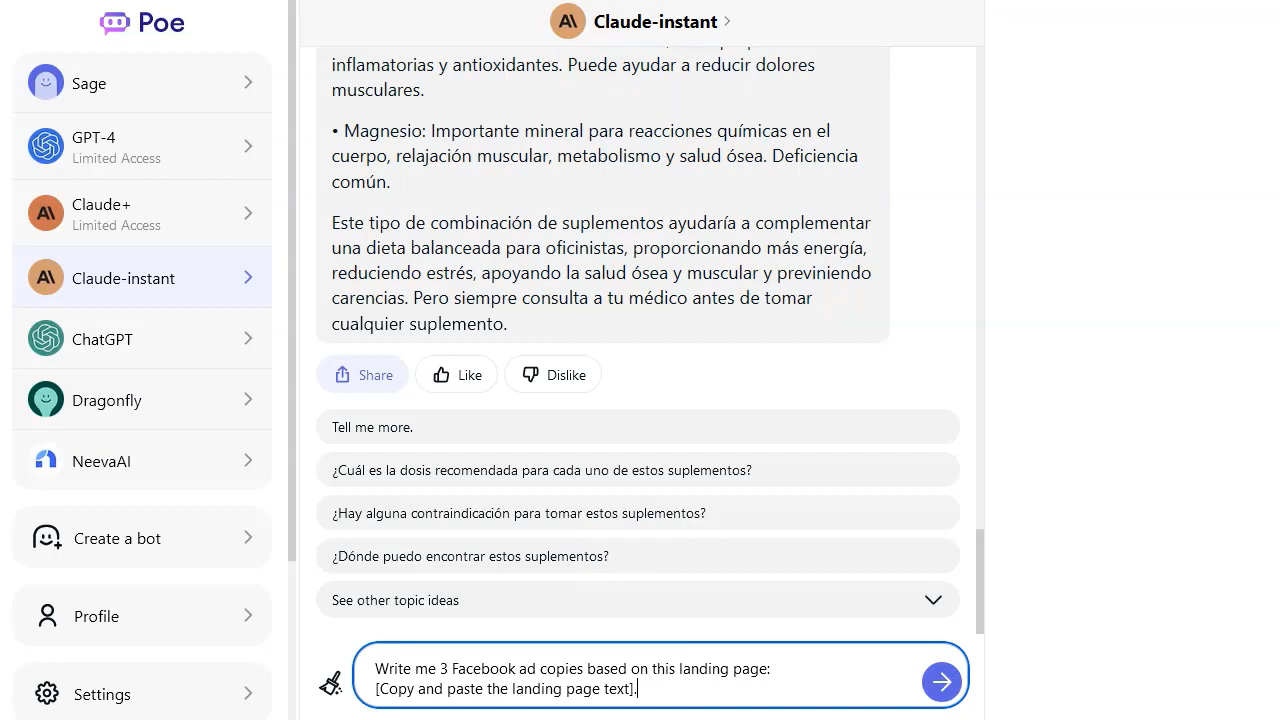 Poe
Sage
GPT-4
Limited Access
Claude+
Limited Access
Claude-instant
ChatGPT
Dragonfly
NeevaAI
Create a bot
Profile
Settings
Claude-instant
inflamatorias y antioxidantes. Puede ayudar a reducir dolores
musculares.
• Magnesio: Importante mineral para reacciones químicas en el
cuerpo, relajación muscular, metabolismo y salud ósea. Deficiencia
común.
Este tipo de combinación de suplementos ayudaría a complementar
una dieta balanceada para oficinistas, proporcionando más energía,
reduciendo estrés, apoyando la salud ósea y muscular y previniendo
carencias. Pero siempre consulta a tu médico antes de tomar
cualquier suplemento.
Share
Like
Dislike
Tell me more.
¿Cuál es la dosis recomendada para cada uno de estos suplementos?
¿Hay alguna contraindicación para tomar estos suplementos?
¿Dónde puedo encontrar estos suplementos?
See other topic ideas
Write me 3 Facebook ad copies based on this landing page:
[Copy and paste the landing page text].